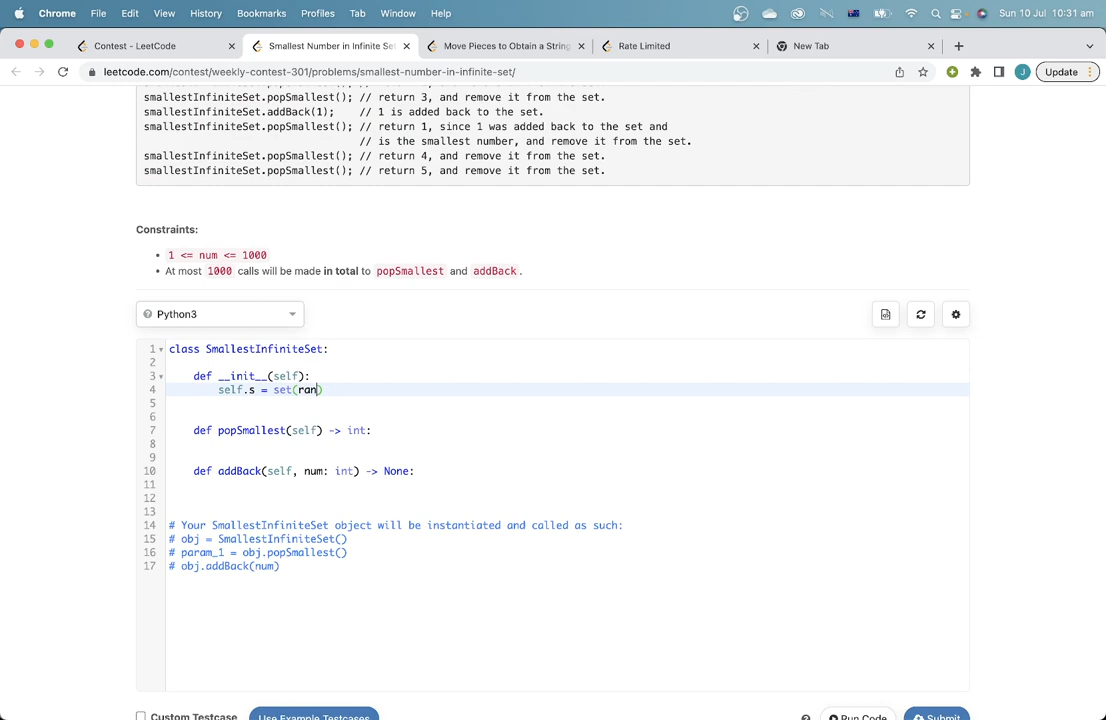 Chrome File Edit View History Bookmarks Profiles Tab Window Help Sun 10 Jul 10:31 am
Contest - LeetCode Smallest Number in Infinite Set Move Pieces to Obtain a String Rate Limited New Tab
leetcode.com/contest/weekly-contest-301/problems/smallest-number-in-infinite-set/ J Update
smallestInfiniteSet.popSmallest(); // return 3, and remove it from the set.
smallestInfiniteSet.addBack(1);    // 1 is added back to the set.
smallestInfiniteSet.popSmallest(); // return 1, since 1 was added back to the set and
// is the smallest number, and remove it from the set.
smallestInfiniteSet.popSmallest(); // return 4, and remove it from the set.
smallestInfiniteSet.popSmallest(); // return 5, and remove it from the set.
Constraints:
• 1 <= num <= 1000
• At most 1000 calls will be made in total to popSmallest and addBack.
Python3
1 class SmallestInfiniteSet:
2
3     def __init__(self):
4         self.s = set(ran)
5
6
7     def popSmallest(self) -> int:
8
9
10     def addBack(self, num: int) -> None:
11
12
13
14 # Your SmallestInfiniteSet object will be instantiated and called as such:
15 # obj = SmallestInfiniteSet()
16 # param_1 = obj.popSmallest()
17 # obj.addBack(num)
Custom Testcase Use Example Testcases ? Run Code Submit